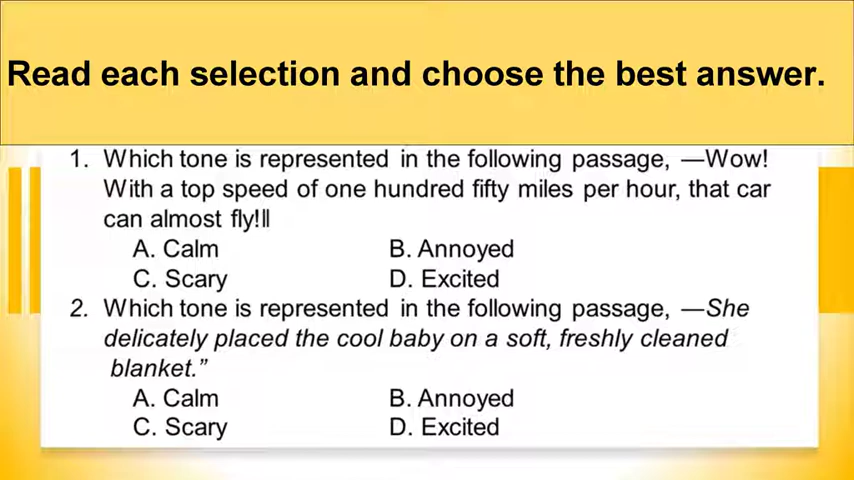 Read each selection and choose the best answer.
1. Which tone is represented in the following passage, ―Wow!
With a top speed of one hundred fifty miles per hour, that car
can almost fly!‖
A. Calm B. Annoyed
C. Scary D. Excited
2. Which tone is represented in the following passage, ―She
delicately placed the cool baby on a soft, freshly cleaned
blanket.”
A. Calm B. Annoyed
C. Scary D. Excited